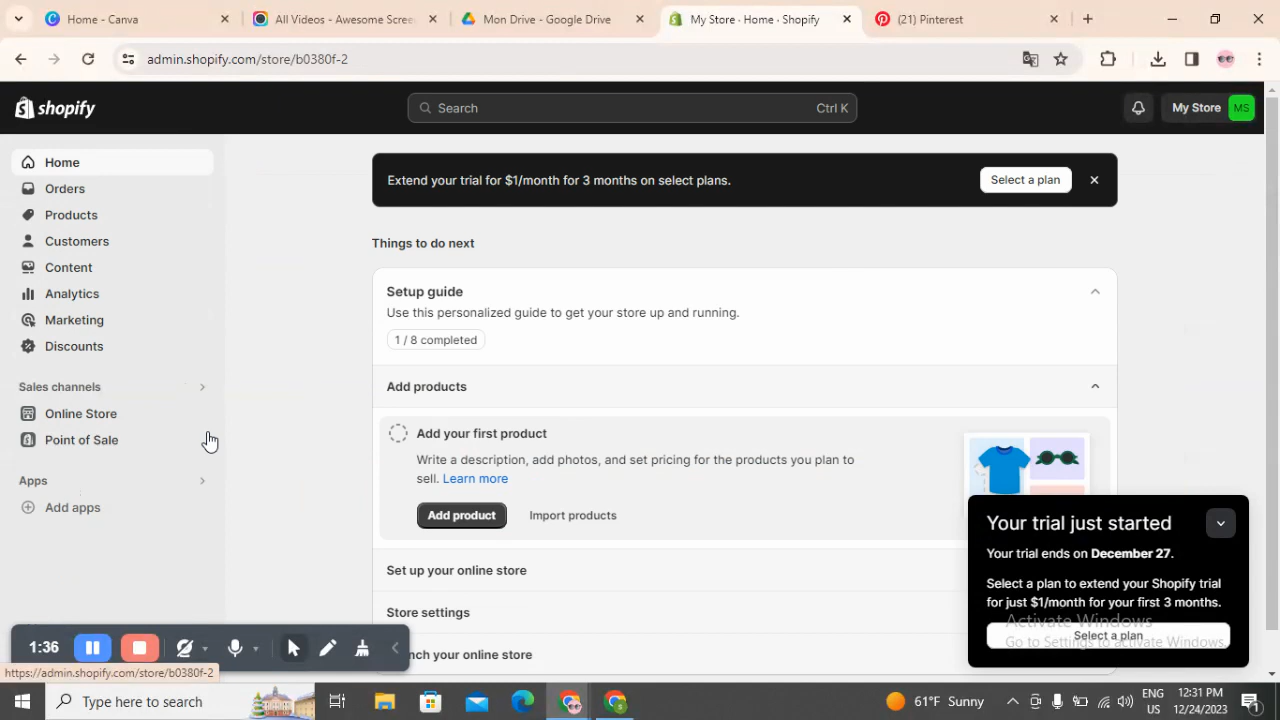 Home - Canva
All Videos - Awesome Scree
Mon Drive - Google Drive
My Store · Home · Shopify
(21) Pinterest
admin.shopify.com/store/b0380f-2
shopify
Search
Ctrl K
My Store
MS
Home
Orders
Products
Customers
Content
Analytics
Marketing
Discounts
Sales channels
Online Store
Point of Sale
Apps
Add apps
Extend your trial for $1/month for 3 months on select plans.
Select a plan
Things to do next
Setup guide
Use this personalized guide to get your store up and running.
1 / 8 completed
Add products
Add your first product
Write a description, add photos, and set pricing for the products you plan to
sell. Learn more
Add product
Import products
Set up your online store
Store settings
nch your online store
Your trial just started
Your trial ends on December 27.
Select a plan to extend your Shopify trial
for just $1/month for your first 3 months.
Select a plan
Activate Windows
Go to Settings to activate Windows.
1:36
https://admin.shopify.com/store/b0380f-2
Type here to search
61°F Sunny
ENG
US
12:31 PM
12/24/2023
1